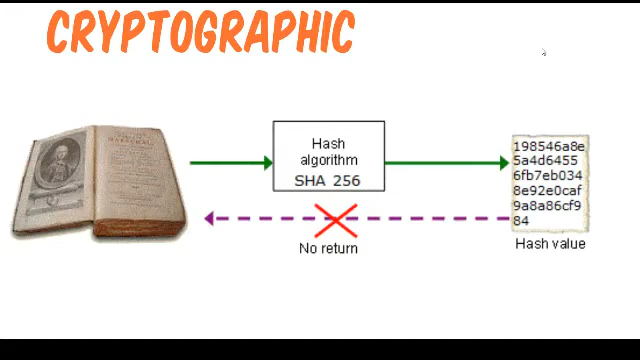 CRYPTOGRAPHIC
Hash
algorithm
SHA 256
198546a8e
5a4d6455
6fb7eb034
8e92e0caf
9a8a86cf9
84
No return
Hash value